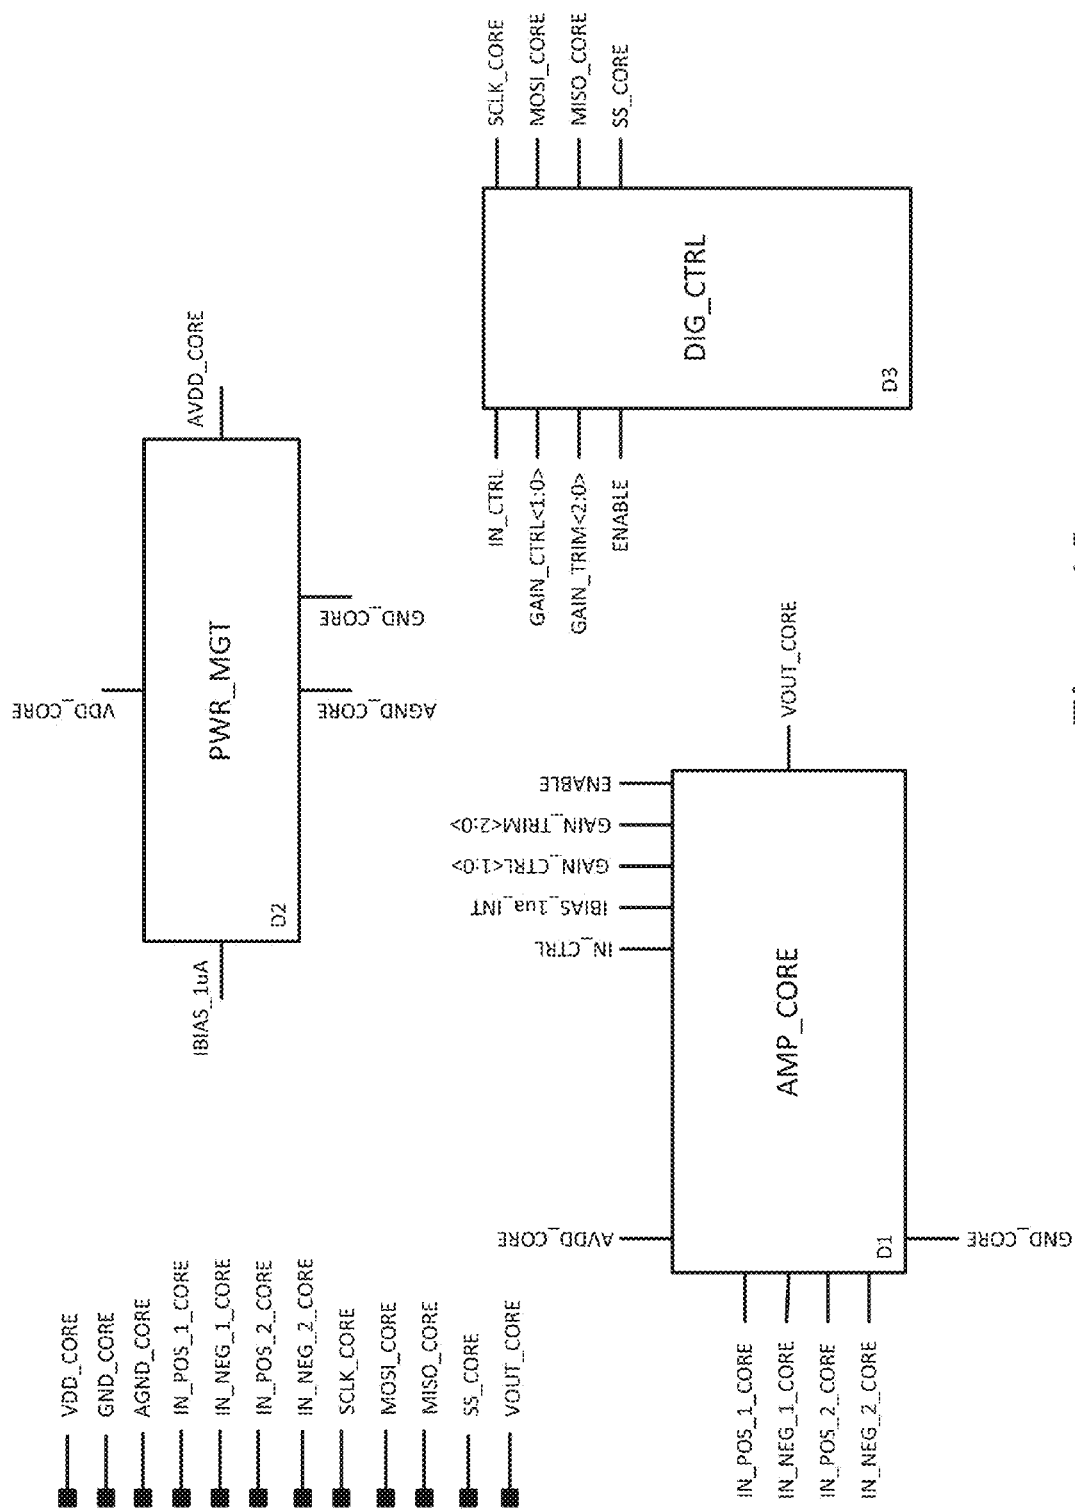 VDD_CORE
GND_CORE
AGND_CORE
IN_POS_1_CORE
IN_NEG_1_CORE
IN_POS_2_CORE
IN_NEG_2_CORE
SCLK_CORE
MOSI_CORE
MISO_CORE
SS_CORE
VOUT_CORE
VDD_CORE
IBIAS_1uA
PWR_MGT
D2
AVDD_CORE
AGND_CORE
GND_CORE
AVDD_CORE
IN_CTRL
IBIAS_1ua_INT
GAIN_CTRL<1:0>
GAIN_TRIM<2:0>
ENABLE
IN_POS_1_CORE
IN_NEG_1_CORE
IN_POS_2_CORE
IN_NEG_2_CORE
AMP_CORE
D1
VOUT_CORE
GND_CORE
IN_CTRL
GAIN_CTRL<1:0>
GAIN_TRIM<2:0>
ENABLE
DIG_CTRL
D3
SCLK_CORE
MOSI_CORE
MISO_CORE
SS_CORE